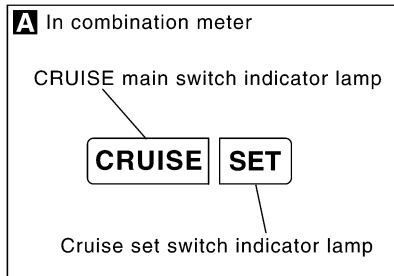 A In combination meter
CRUISE main switch indicator lamp
CRUISE SET
Cruise set switch indicator lamp